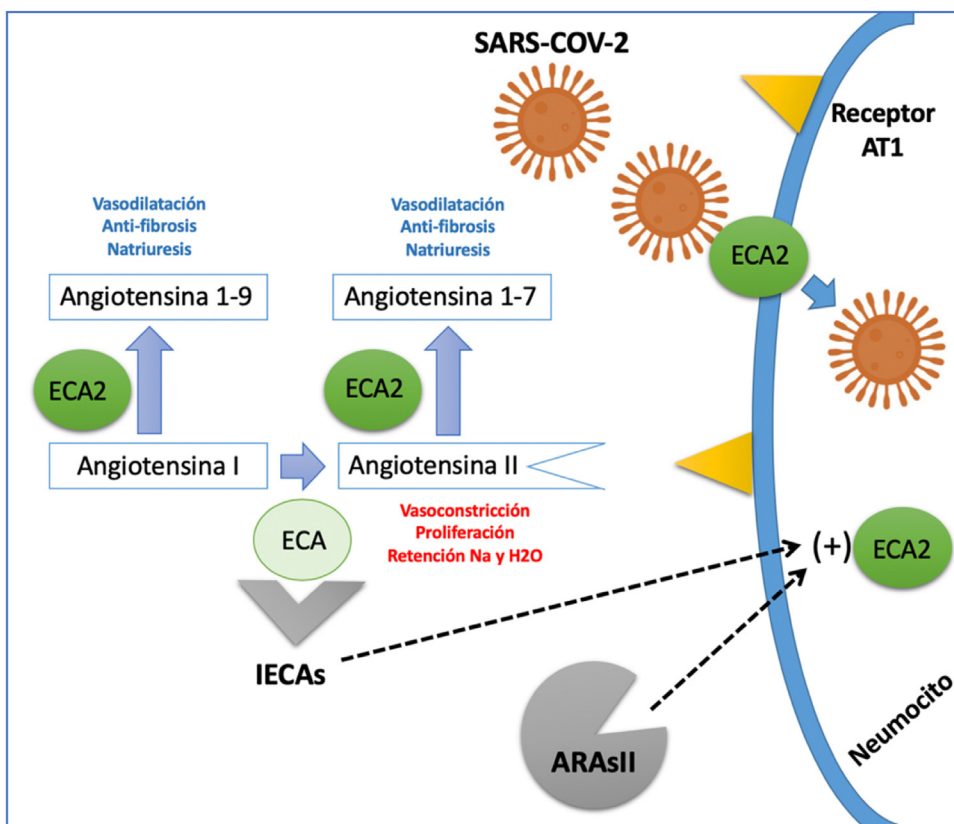 SARS-COV-2
Receptor
AT1
Vasodilatación
Anti-fibrosis
Natriuresis
Vasodilatación
Anti-fibrosis
Natriuresis
ECA2
Angiotensina 1-9
Angiotensina 1-7
ECA2
ECA2
Angiotensina I
Angiotensina II
ECA
Vasoconstricción
Proliferación
Retención Na y H2O
(+)
ECA2
IECAs
ARAsII
Neumocito